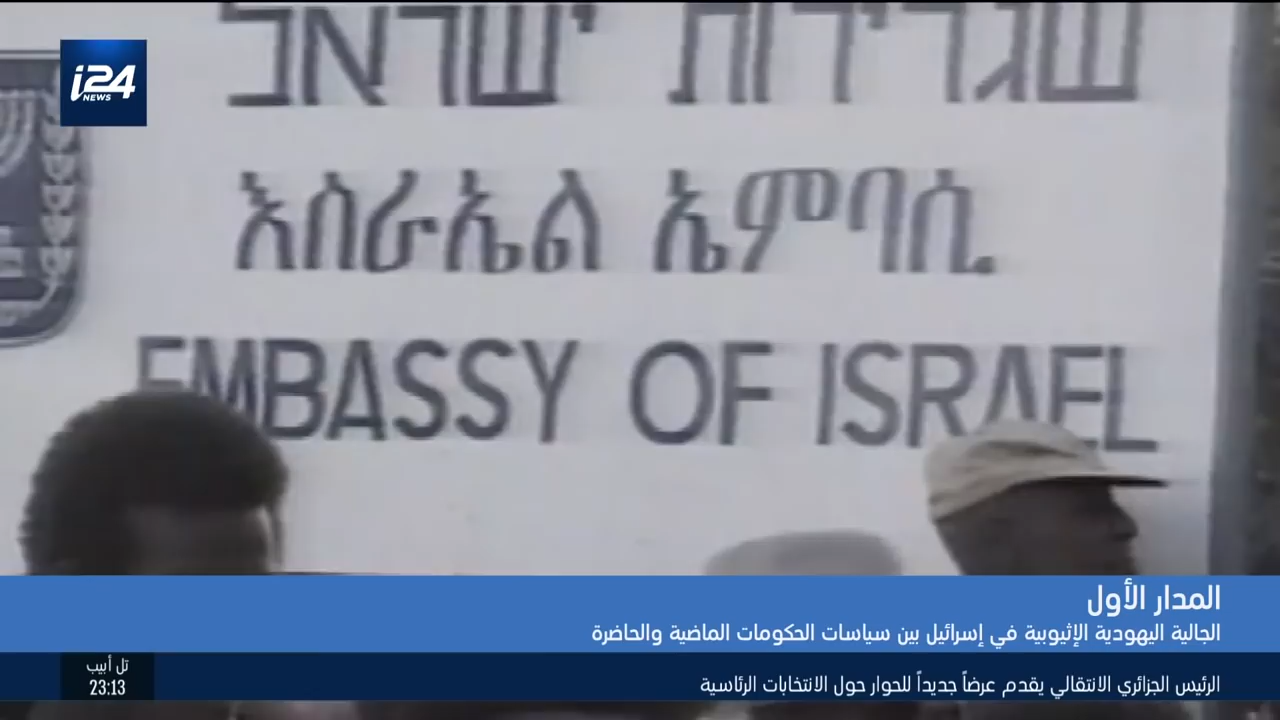 i24
NEWS
שגרירות ישראל
እስራኤል ኤምባሲ
EMBASSY OF ISRAEL
المدار الأول
الجالية اليهودية الإثيوبية في إسرائيل بين سياسات الحكومات الماضية والحاضرة
تل أبيب
23:13
الرئيس الجزائري الانتقالي يقدم عرضاً جديداً للحوار حول الانتخابات الرئاسية